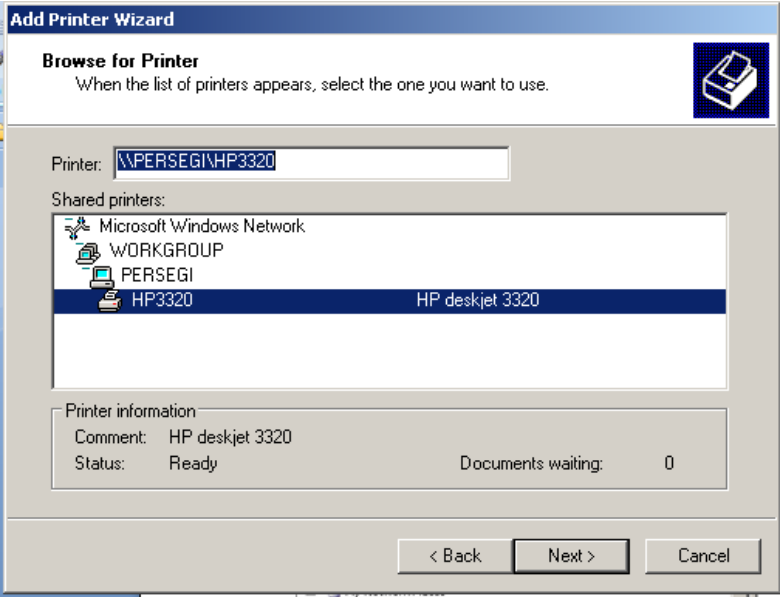 Add Printer Wizard
Browse for Printer
When the list of printers appears, select the one you want to use.
Printer: \\PERSEGI\HP3320
Shared printers:
Microsoft Windows Network
WORKGROUP
PERSEGI
HP3320 HP deskjet 3320
Printer information
Comment: HP deskjet 3320
Status: Ready Documents waiting: 0
< Back Next > Cancel